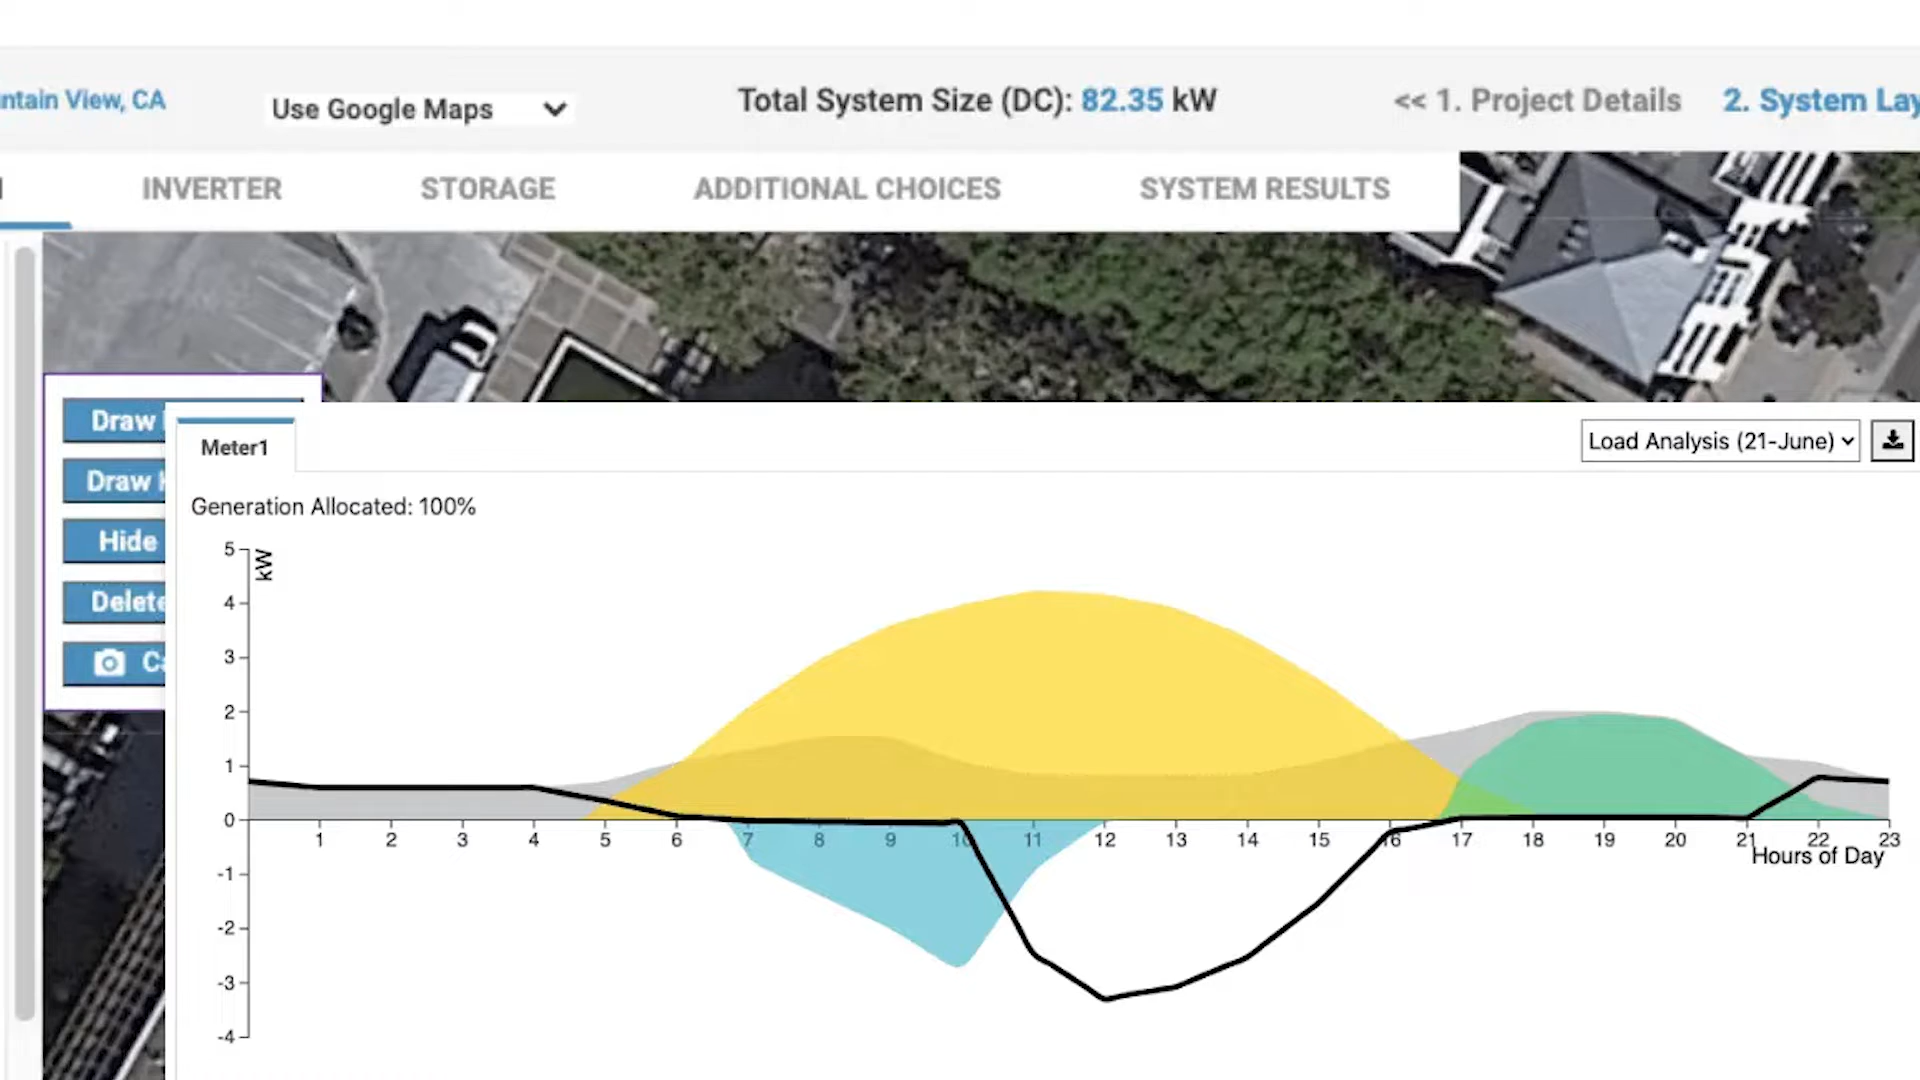 ntain View, CA
Use Google Maps
Total System Size (DC): 82.35 kW
<< 1. Project Details
2. System Lay
INVERTER
STORAGE
ADDITIONAL CHOICES
SYSTEM RESULTS
Draw
Draw
Hide
Delete
Ca
Meter1
Load Analysis (21-June)
Generation Allocated: 100%
kW
5
4
3
2
1
0
-1
-2
-3
-4
1 2 3 4 5 6 7 8 9 10 11 12 13 14 15 16 17 18 19 20 21 22 23
Hours of Day